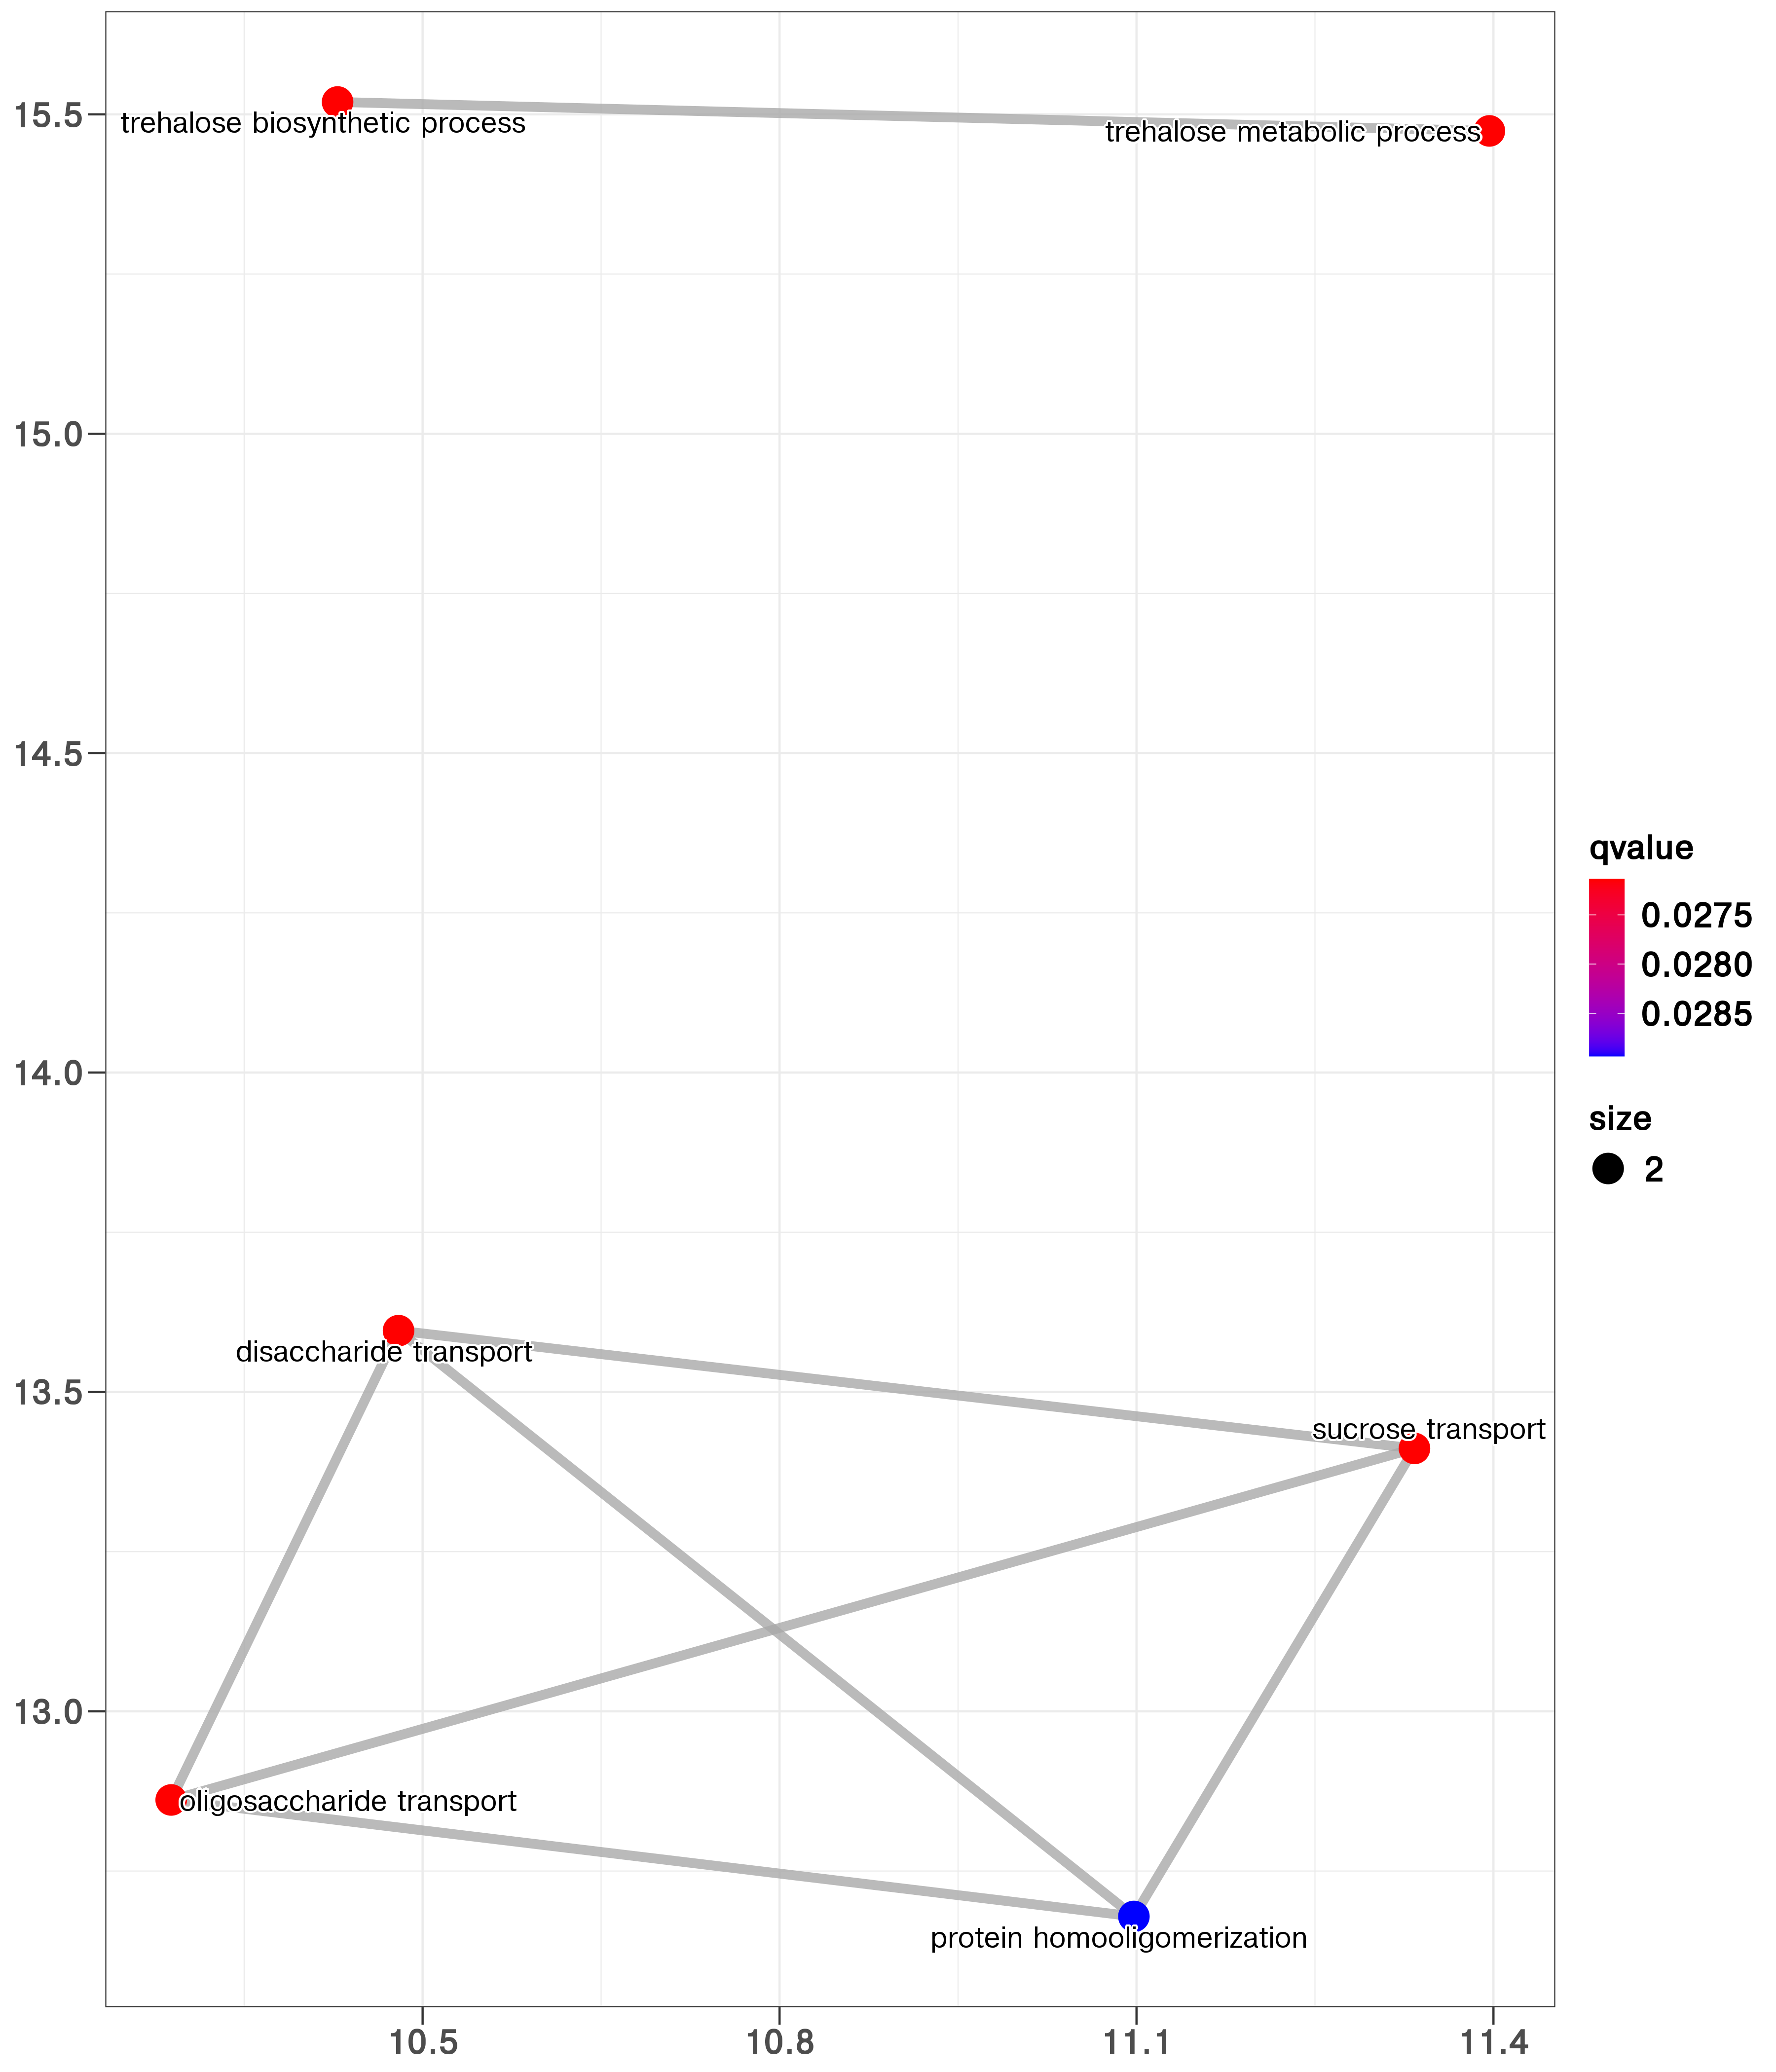 15.5
15.0
14.5
14.0
13.5
13.0
trehalose biosynthetic process
trehalose metabolic process
disaccharide transport
sucrose transport
oligosaccharide transport
protein homooligomerization
10.5 10.8 11.1 11.4
qvalue
0.0275
0.0280
0.0285
size
2